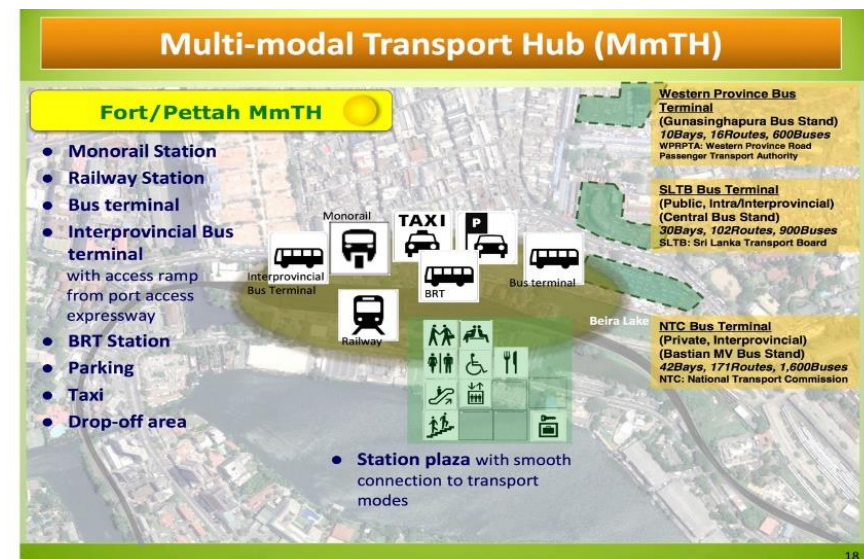 Multi-modal Transport Hub (MmTH)
Fort/Pettah MmTH
• Monorail Station
• Railway Station
• Bus terminal
• Interprovincial Bus
terminal
with access ramp
from port access
expressway
• BRT Station
• Parking
• Taxi
• Drop-off area
Monorail
TAXI
P
Interprovincial
Bus Terminal
BRT
Bus terminal
Railway
Beira Lake
• Station plaza with smooth
connection to transport
modes
Western Province Bus
Terminal
(Gunasinghapura Bus Stand)
10Bays, 16Routes, 600Buses
WPRPTA: Western Province Road
Passenger Transport Authority
SLTB Bus Terminal
(Public, Intra/Interprovincial)
(Central Bus Stand)
30Bays, 102Routes, 900Buses
SLTB: Sri Lanka Transport Board
NTC Bus Terminal
(Private, Interprovincial)
(Bastian MV Bus Stand)
42Bays, 171Routes, 1,600Buses
NTC: National Transport Commission
18